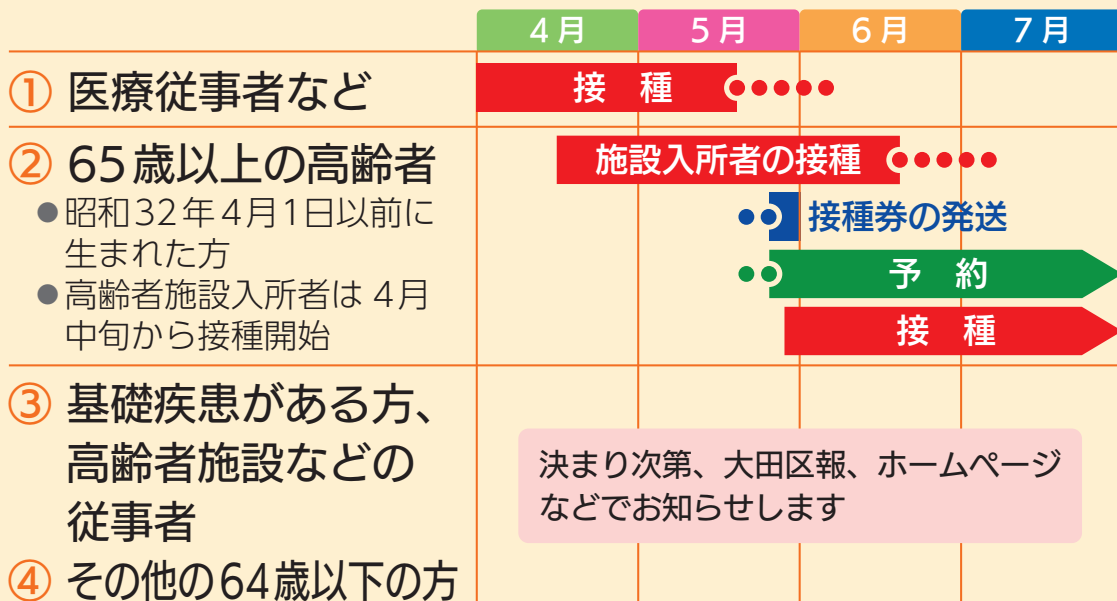 4月 5月 6月 7月
① 医療従事者など
接種
② 65歳以上の高齢者
●昭和32年4月1日以前に
生まれた方
●高齢者施設入所者は4月
中旬から接種開始
施設入所者の接種
接種券の発送
予約
接種
③ 基礎疾患がある方、
高齢者施設などの
従事者
④ その他の64歳以下の方
決まり次第、大田区報、ホームページ
などでお知らせします